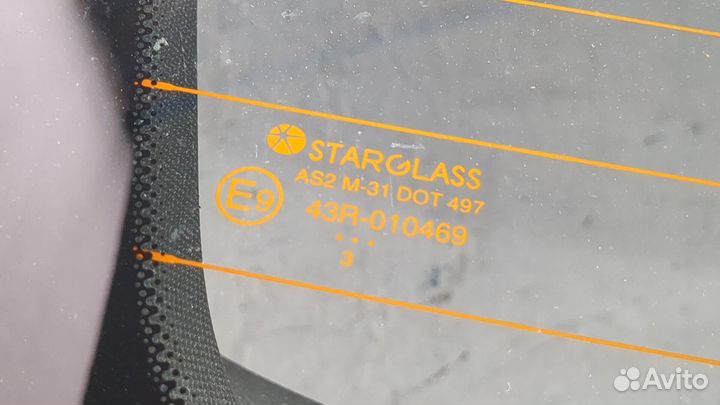 STARGLASS
AS2 M-31 DOT 497
E9
43R-010469
...
3
Avito